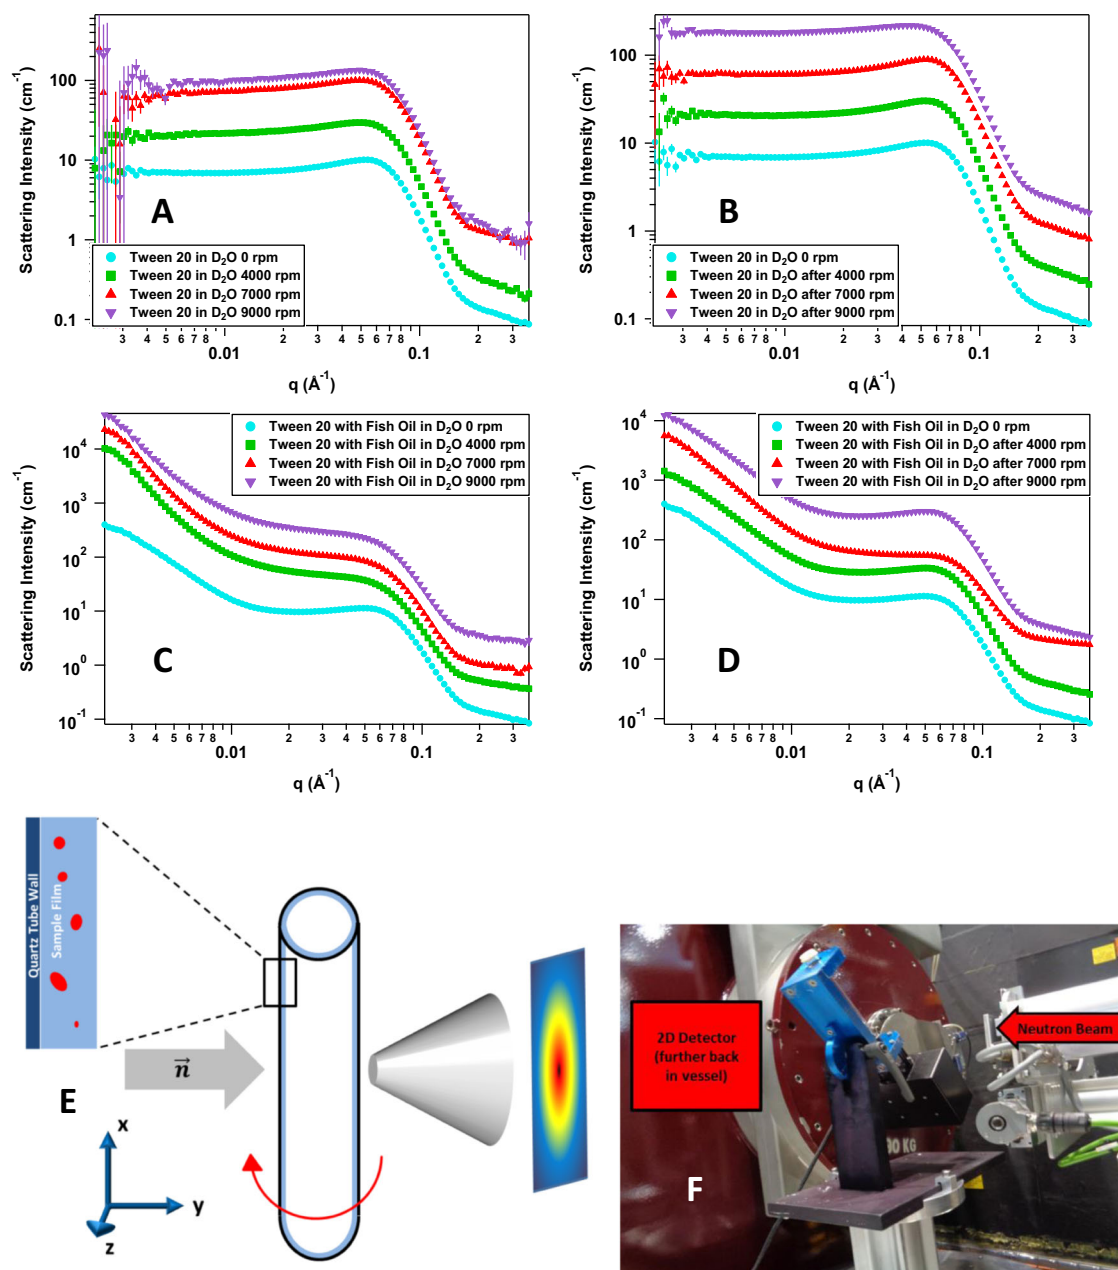 Scattering Intensity (cm⁻¹)
100
10
1
0.1
A
Tween 20 in D₂O 0 rpm
Tween 20 in D₂O 4000 rpm
Tween 20 in D₂O 7000 rpm
Tween 20 in D₂O 9000 rpm
3 4 5 6 7 8 0.01 2 3 4 5 6 7 8 0.1 2 3
q (Å⁻¹)
Scattering Intensity (cm⁻¹)
100
10
1
0.1
B
Tween 20 in D₂O 0 rpm
Tween 20 in D₂O after 4000 rpm
Tween 20 in D₂O after 7000 rpm
Tween 20 in D₂O after 9000 rpm
3 4 5 6 7 8 0.01 2 3 4 5 6 7 8 0.1 2 3
q (Å⁻¹)
Scattering Intensity (cm⁻¹)
10⁴
10³
10²
10¹
10⁰
10⁻¹
Tween 20 with Fish Oil in D₂O 0 rpm
Tween 20 with Fish Oil in D₂O 4000 rpm
Tween 20 with Fish Oil in D₂O 7000 rpm
Tween 20 with Fish Oil in D₂O 9000 rpm
C
3 4 5 6 7 8 0.01 2 3 4 5 6 7 8 0.1 2 3
q (Å⁻¹)
Scattering Intensity (cm⁻¹)
10⁴
10³
10²
10¹
10⁰
10⁻¹
Tween 20 with Fish Oil in D₂O 0 rpm
Tween 20 with Fish Oil in D₂O after 4000 rpm
Tween 20 with Fish Oil in D₂O after 7000 rpm
Tween 20 with Fish Oil in D₂O after 9000 rpm
D
3 4 5 6 7 8 0.01 2 3 4 5 6 7 8 0.1 2 3
q (Å⁻¹)
Quartz Tube Wall
Sample Film
n⃗
E
x
y
z
2D Detector
(further back
in vessel)
Neutron Beam
00 KG
F